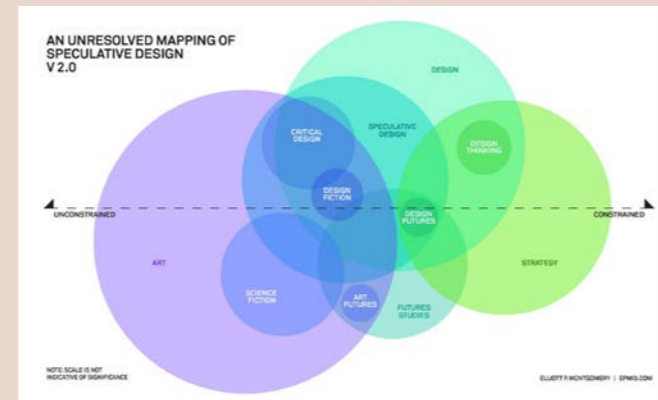 AN UNRESOLVED MAPPING OF
SPECULATIVE DESIGN
V 2.0
DESIGN
CRITICAL
DESIGN
SPECULATIVE
DESIGN
DESIGN
THINKING
DESIGN
FICTION
UNCONSTRAINED
DESIGN
FUTURES
CONSTRAINED
ART
STRATEGY
SCIENCE
FICTION
ART
FUTURES
FUTURES
STUDIES
NOTE: SCALE IS NOT
INDICATIVE OF SIGNIFICANCE
ELLIOTT P. MONTGOMERY | EPMID.COM